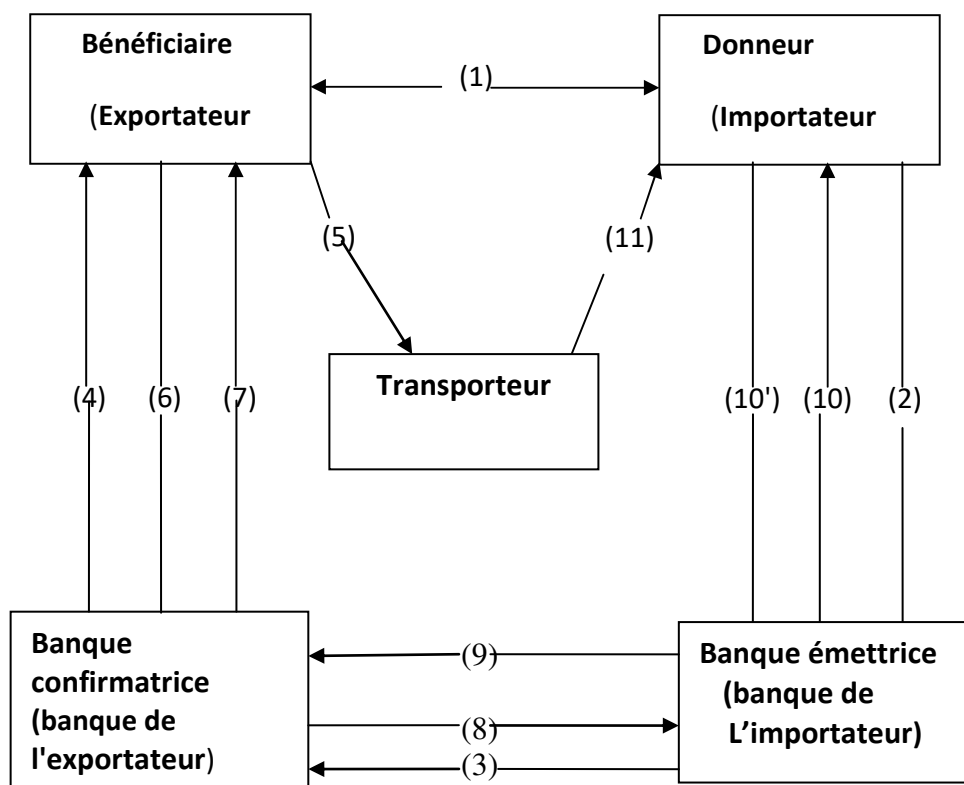 Bénéficiaire
(Exportateur
(1)
Donneur
(Importateur
(5)
(11)
Transporteur
(4)
(6)
(7)
(10')
(10)
(2)
Banque
confirmatrice
(banque de
l'exportateur)
(9)
(8)
(3)
Banque émettrice
(banque de
L’importateur)